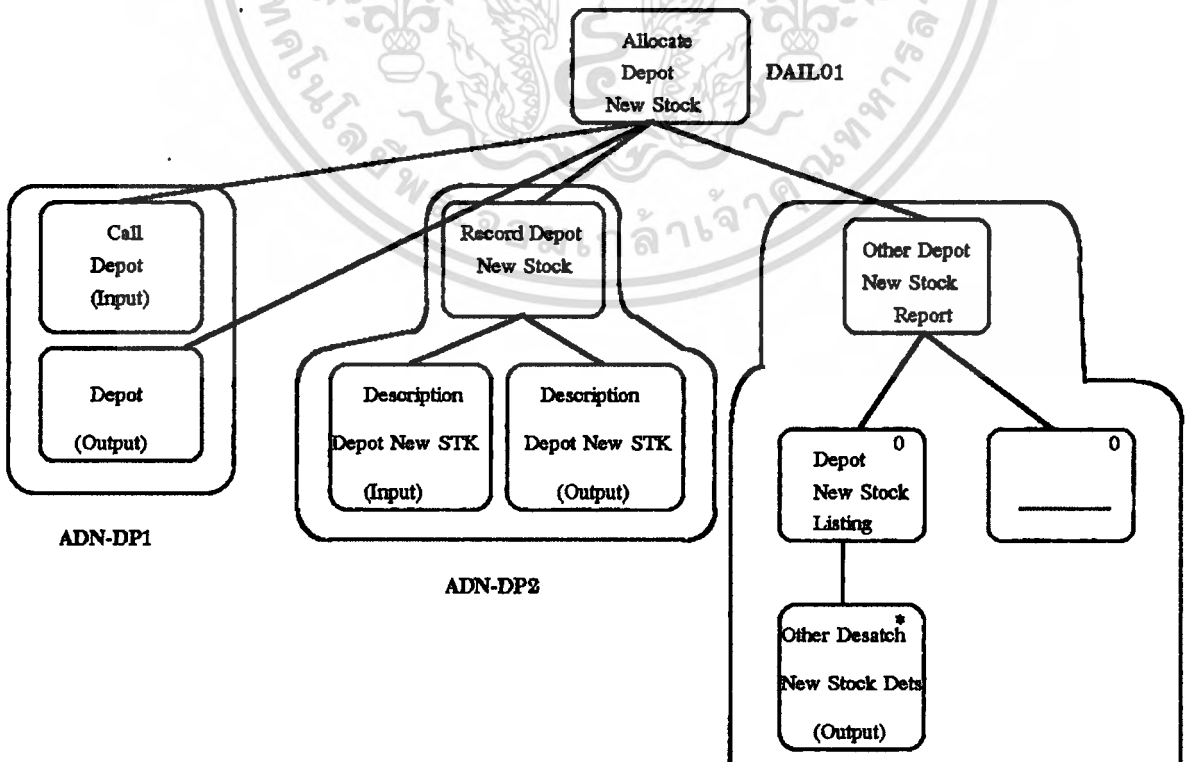 Allocate
Depot
New Stock
DAIL01
Call
Depot
(Input)
Depot
(Output)
ADN-DP1
Record Depot
New Stock
Description
Depot New STK
(Input)
Description
Depot New STK
(Output)
ADN-DP2
Other Depot
New Stock
Report
0
Depot
New Stock
Listing
0
*
Other Desatch
New Stock Dets
(Output)